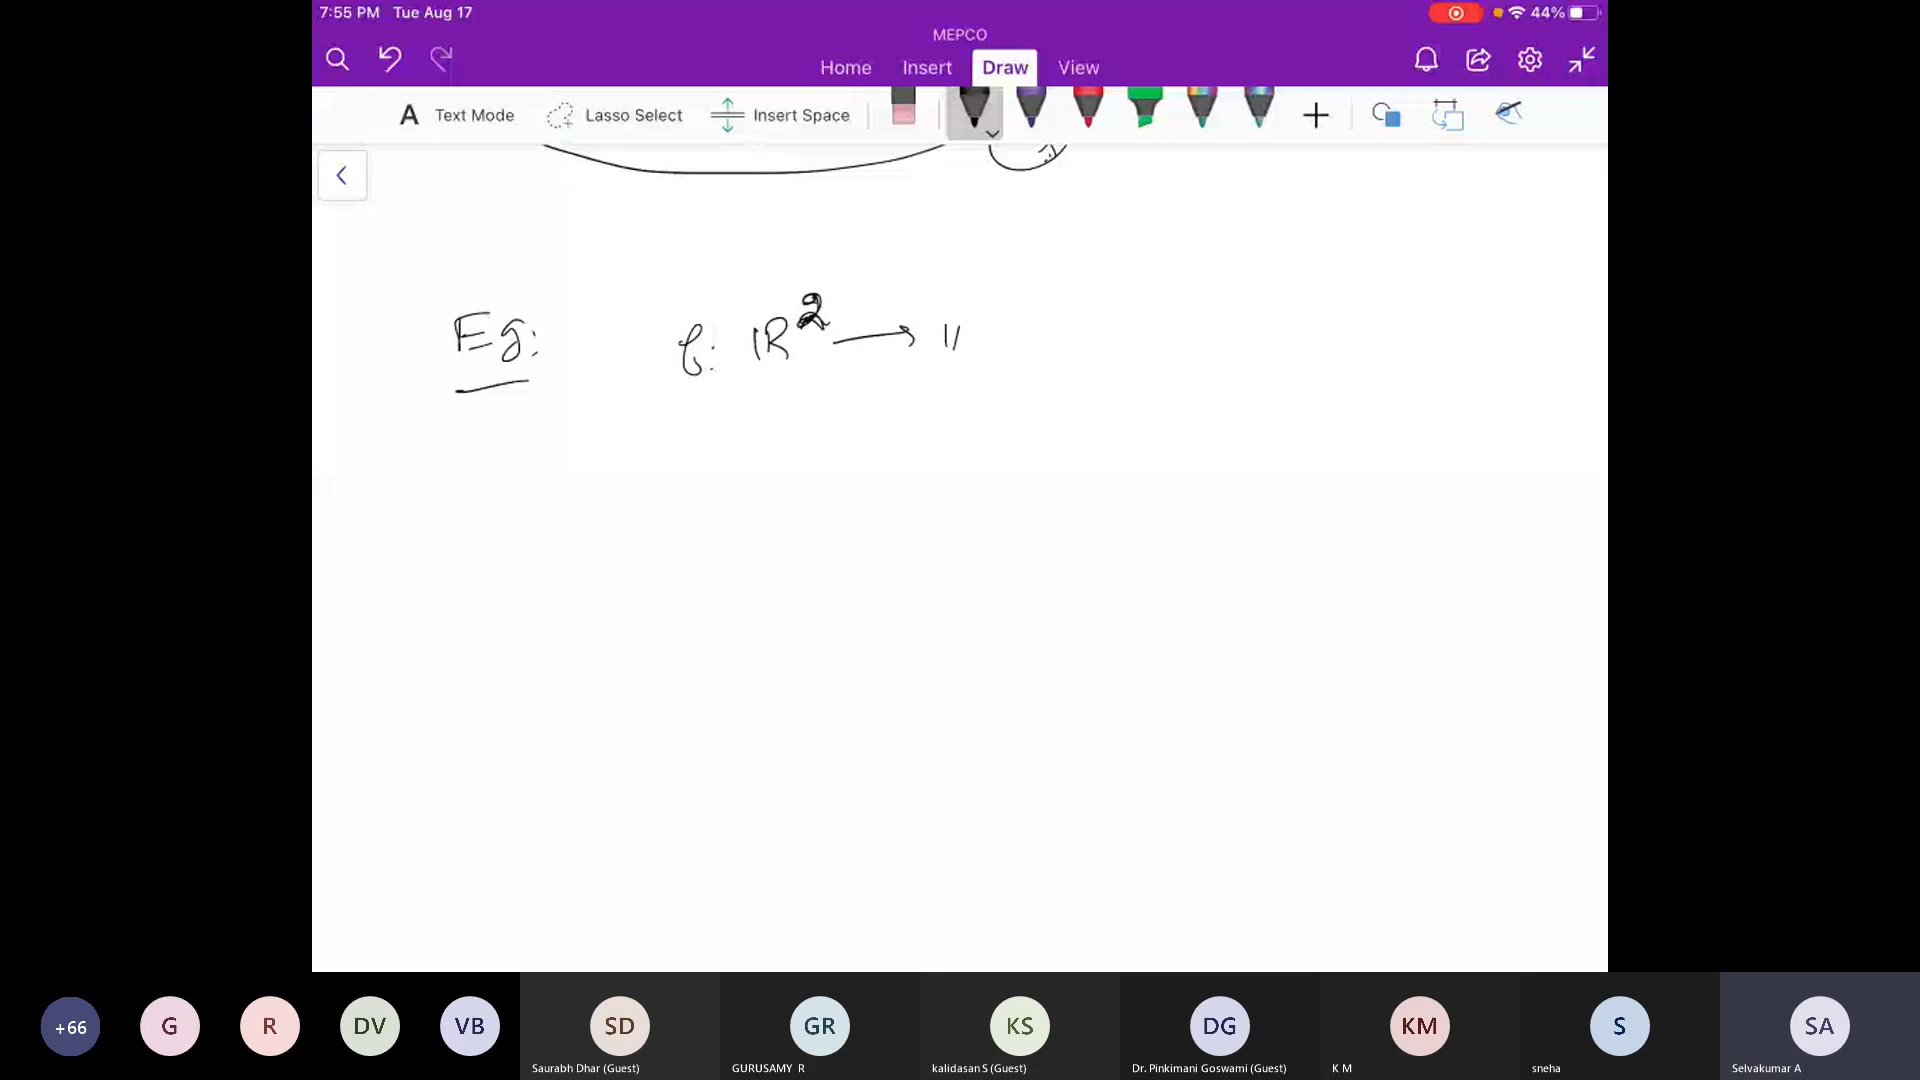 7:55 PM Tue Aug 17
44%
MEPCO
Home Insert Draw View
A Text Mode Lasso Select Insert Space
Eg: f: ℝ² →
+66 G R DV VB SD GR KS DG KM S SA
Saurabh Dhar (Guest) GURUSAMY R kalidasan S (Guest) Dr. Pinkimani Goswami (Guest) K M sneha Selvakumar A